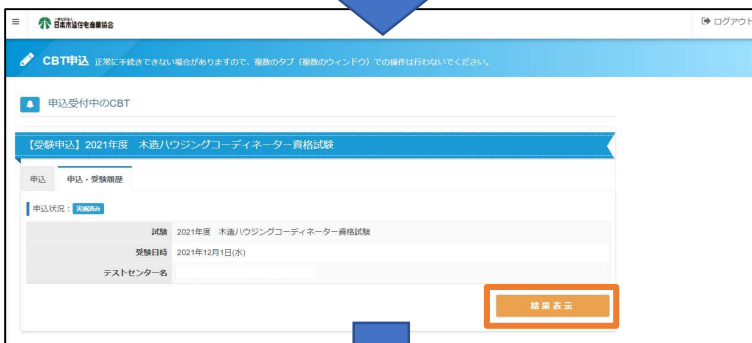 一般社団法人
日本木造住宅産業協会
ログアウト
CBT申込 正常に手続きできない場合がありますので、複数のタブ（複数のウィンドウ）での操作は行わないでください。
申込受付中のCBT
【受験申込】2021年度 木造ハウジングコーディネーター資格試験
申込 申込・受験履歴
申込状況： 実施済み
試験 2021年度 木造ハウジングコーディネーター資格試験
受験日時 2021年12月1日(水)
テストセンター名
結果表示